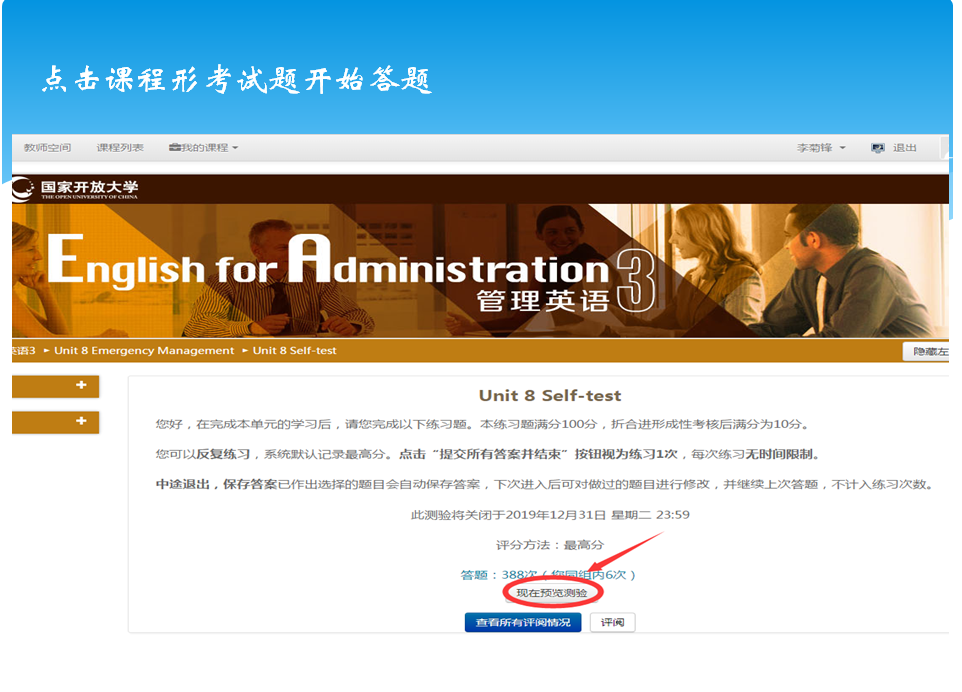 点击课程形考试题开始答题
教师空间 课程列表 我的课程 李菊锋 退出
国家开放大学
THE OPEN UNIVERSITY OF CHINA
English for Administration 3
管理英语
英语3 ► Unit 8 Emergency Management ► Unit 8 Self-test 隐藏左
+
+
Unit 8 Self-test
您好，在完成本单元的学习后，请您完成以下练习题。本练习题满分100分，折合进形成性考核后满分为10分。
您可以反复练习，系统默认记录最高分。点击“提交所有答案并结束”按钮视为练习1次，每次练习无时间限制。
中途退出，保存答案已作出选择的题目会自动保存答案，下次进入后可对做过的题目进行修改，并继续上次答题，不计入练习次数。
此测验将关闭于2019年12月31日 星期二 23:59
评分方法：最高分
答题：388次（您同组内6次）
现在预览测验
查看所有评阅情况 评阅